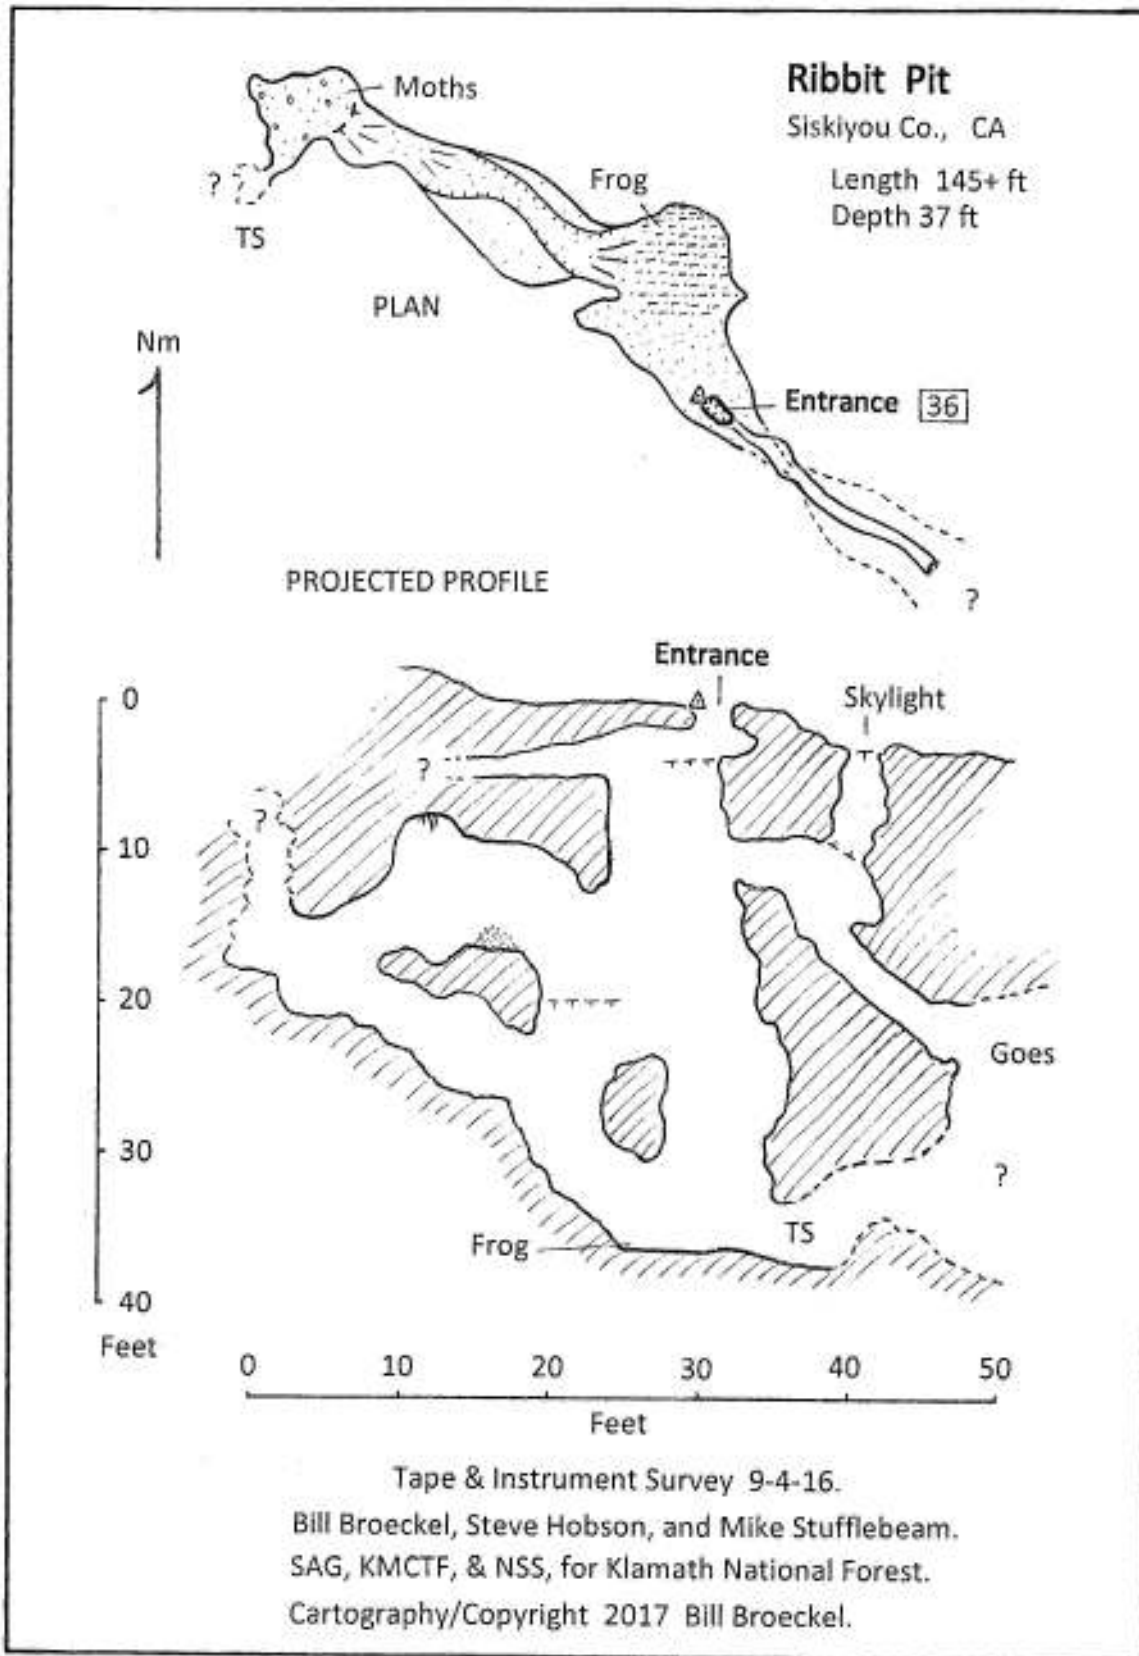 Ribbit Pit
Siskiyou Co., CA
Length 145+ ft
Depth 37 ft
Moths
Frog
?
TS
PLAN
Nm
Entrance 36
?
PROJECTED PROFILE
Entrance
Skylight
0
?
?
10
20
Goes
30
?
TS
Frog
40
Feet
0 10 20 30 40 50
Feet
Tape & Instrument Survey 9-4-16.
Bill Broeckel, Steve Hobson, and Mike Stufflebeam.
SAG, KMCTF, & NSS, for Klamath National Forest.
Cartography/Copyright 2017 Bill Broeckel.